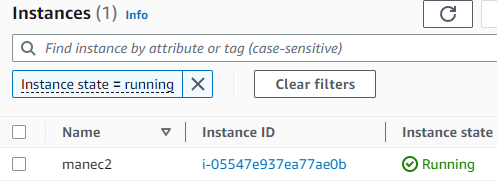 Instances (1) Info
Find instance by attribute or tag (case-sensitive)
Instance state = running Clear filters
Name Instance ID Instance state
manec2 i-05547e937ea77ae0b Running